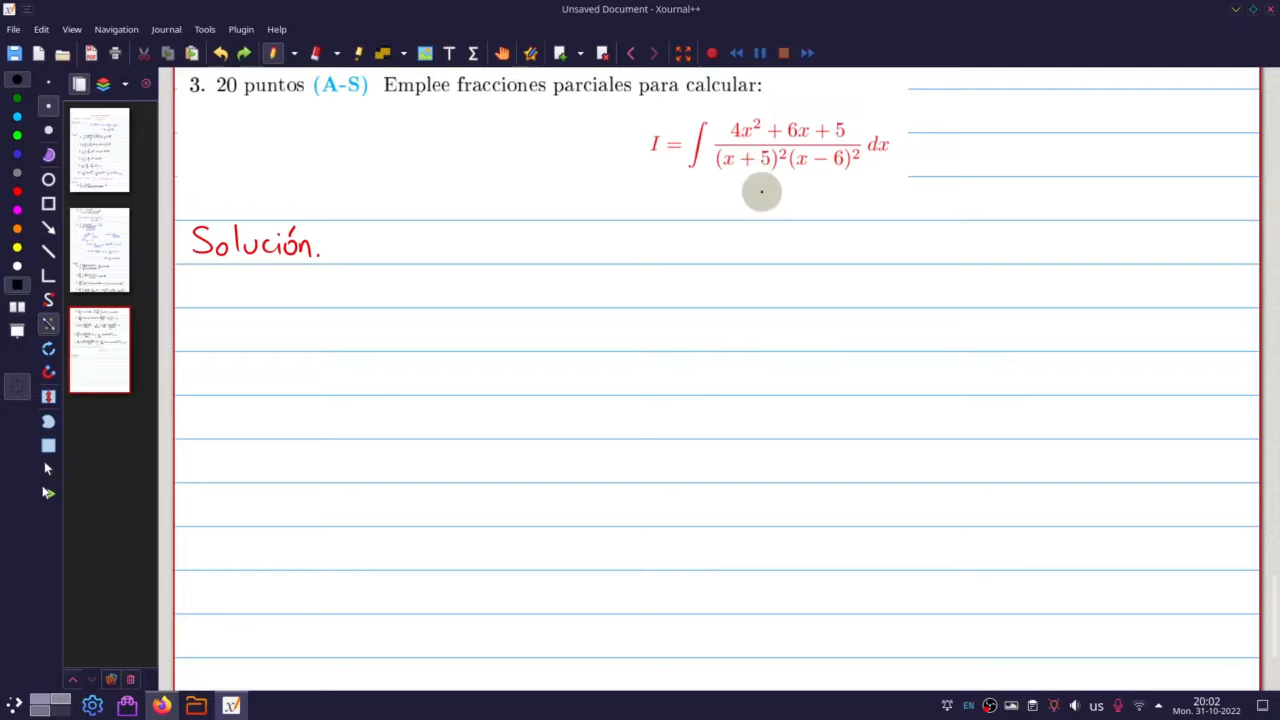 Unsaved Document - Xournal++
File Edit View Navigation Journal Tools Plugin Help
3. 20 puntos (A-S) Emplee fracciones parciales para calcular:
I = ∫ (4x² + 6x + 5) / ((x + 5)²(x − 6)²) dx
Solución.
EN
us
20:02
Mon. 31-10-2022